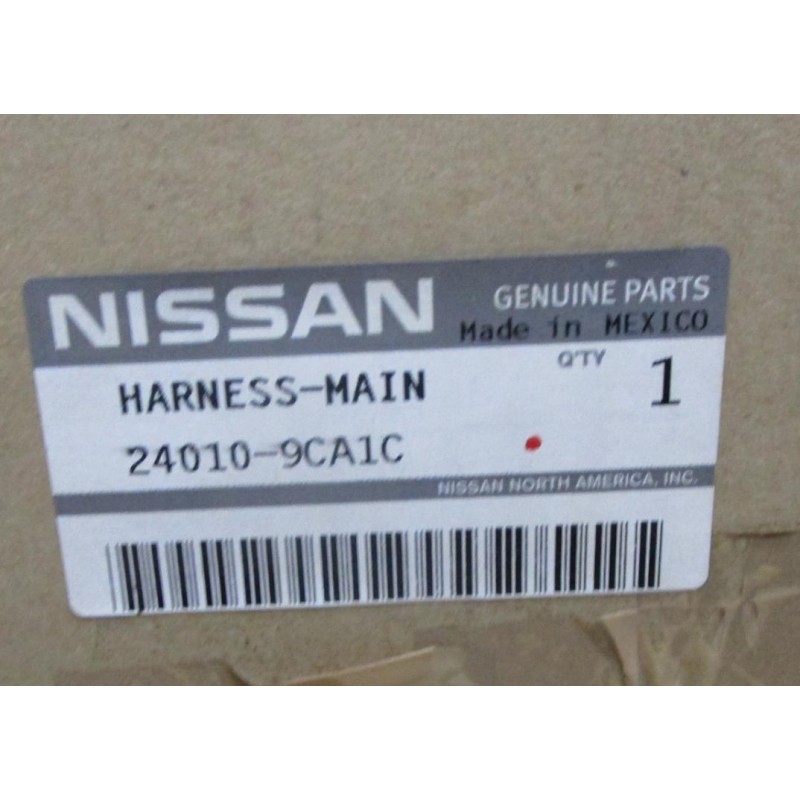 NISSAN GENUINE PARTS
Made in MEXICO
HARNESS-MAIN Q'TY 1
24010-9CA1C
NISSAN NORTH AMERICA, INC.